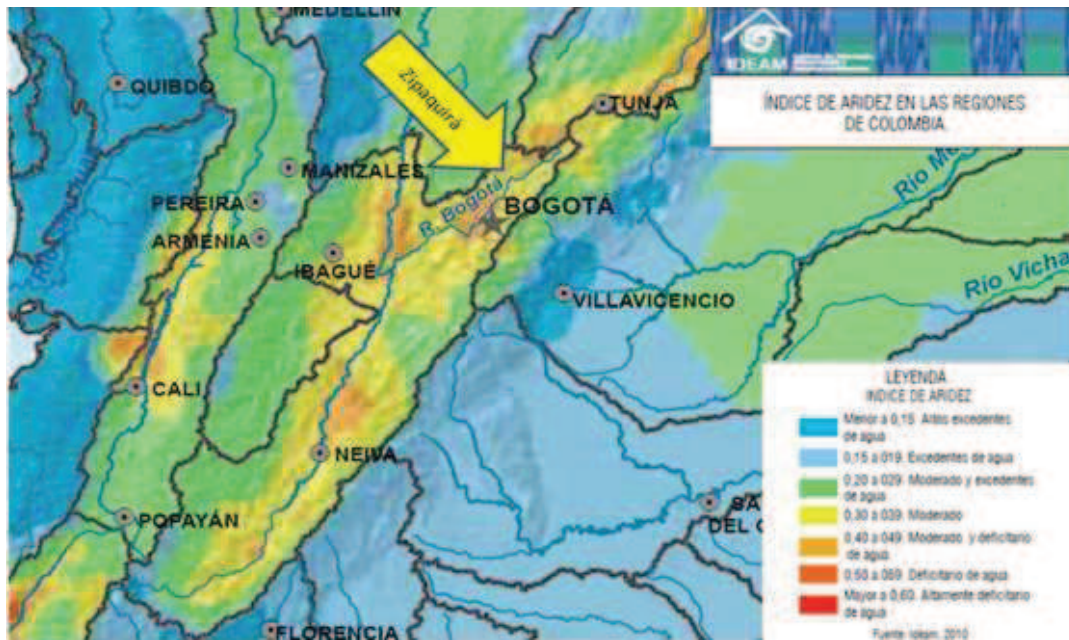 MEDELLIN
Zipaquirá
QUIBDO
TUNJA
MANIZALES
PEREIRA
R. Bogotá
BOGOTÁ
ARMENIA
IBAGUÉ
VILLAVICENCIO
CALI
NEIVA
POPAYÁN
FLORENCIA
Río
Río Vicha
SA
DEL
IDEAM
ÍNDICE DE ARIDEZ EN LAS REGIONES
DE COLOMBIA
LEYENDA
INDICE DE ARIDEZ
Menor a 0,15. Altos excedentes
de agua
0,15 a 019. Excedentes de agua
0,20 a 029. Moderado y excedentes
de agua
0,30 a 039. Moderado
0,40 a 049. Moderado y deficitario
de agua
0,50 a 059. Deficitario de agua
Mayor a 0,60. Altamente deficitario
de agua
Fuente Ideam, 2010